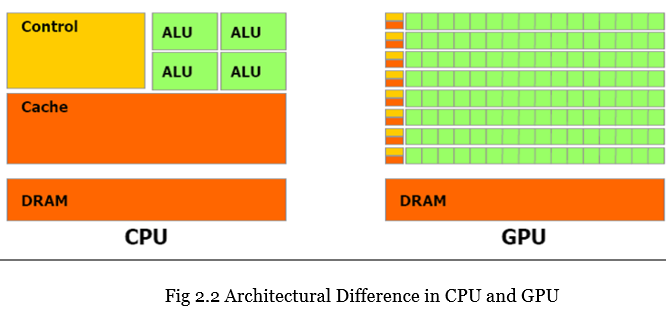 Control
ALU ALU
ALU ALU
Cache
DRAM
CPU
DRAM
GPU
Fig 2.2 Architectural Difference in CPU and GPU